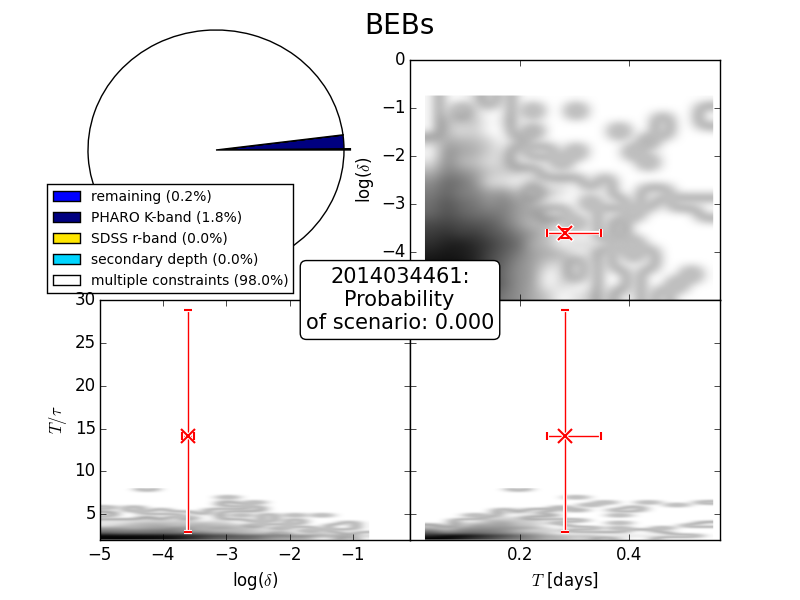 BEBs
remaining (0.2%)
PHARO K-band (1.8%)
SDSS r-band (0.0%)
secondary depth (0.0%)
multiple constraints (98.0%)
0
−1
−2
−3
−4
log(δ)
2014034461:
Probability
of scenario: 0.000
30
25
20
15
10
5
T/τ
−5 −4 −3 −2 −1
log(δ)
0.2 0.4
T [days]